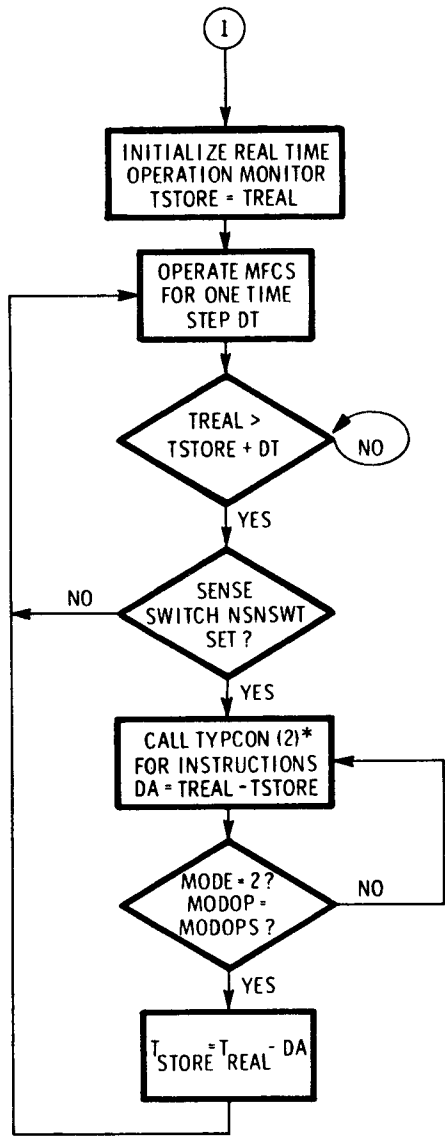 1
INITIALIZE REAL TIME
OPERATION MONITOR
TSTORE = TREAL
OPERATE MFCS
FOR ONE TIME
STEP DT
TREAL >
TSTORE + DT
NO
YES
SENSE
SWITCH NSNSWT
SET ?
NO
YES
CALL TYPCON (2)*
FOR INSTRUCTIONS
DA = TREAL - TSTORE
MODE = 2 ?
MODOP =
MODOPS ?
NO
YES
TSTORE = TREAL - DA